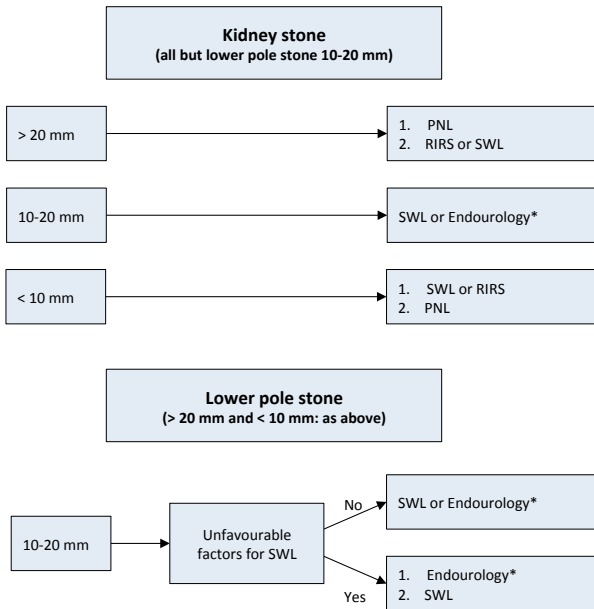 Kidney stone
(all but lower pole stone 10-20 mm)
> 20 mm
1. PNL
2. RIRS or SWL
10-20 mm
SWL or Endourology*
< 10 mm
1. SWL or RIRS
2. PNL
Lower pole stone
(> 20 mm and < 10 mm: as above)
10-20 mm
Unfavourable
factors for SWL
No
SWL or Endourology*
Yes
1. Endourology*
2. SWL